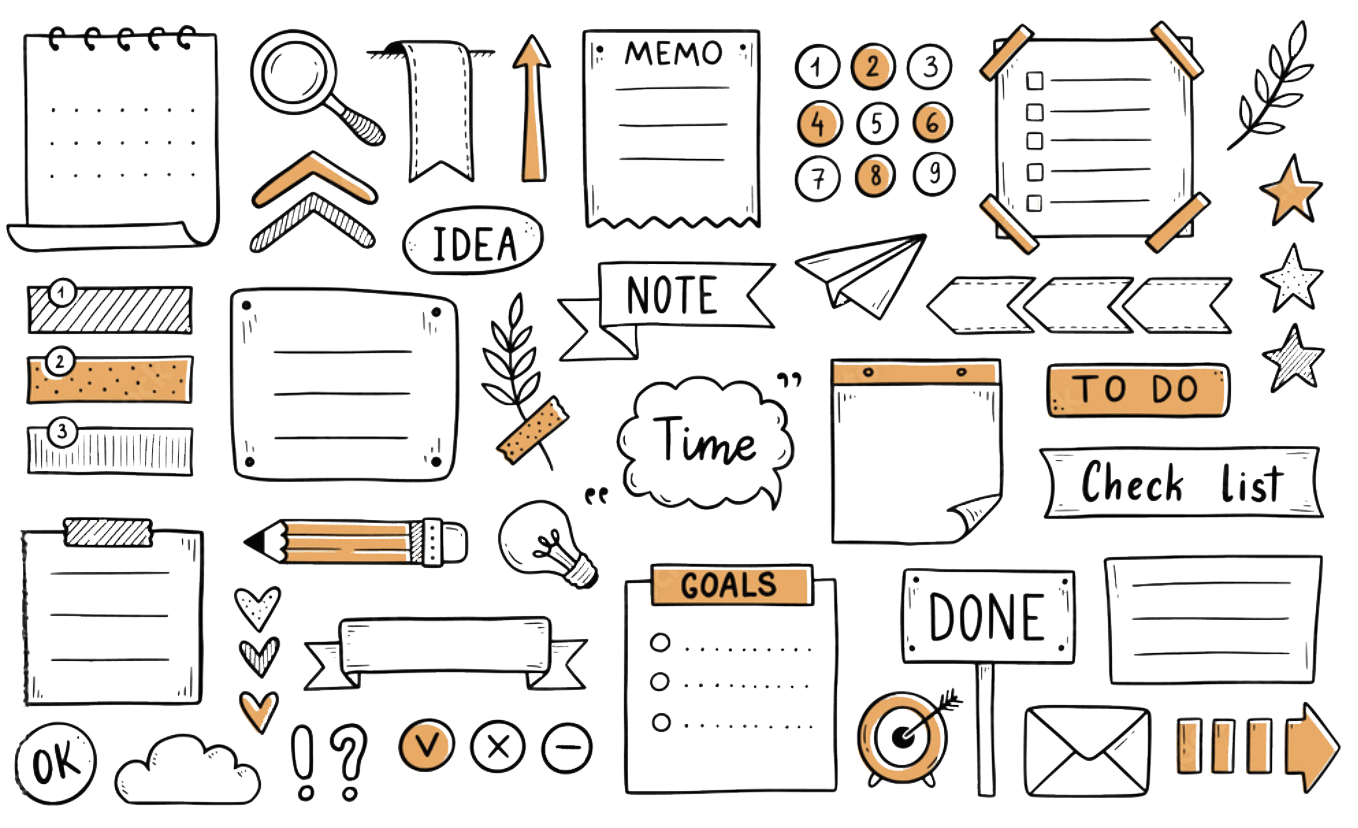 MEMO
1 2 3
4 5 6
7 8 9
IDEA
NOTE
1
2
3
TO DO
" Time "
Check list
GOALS
DONE
OK
! ?
V X –